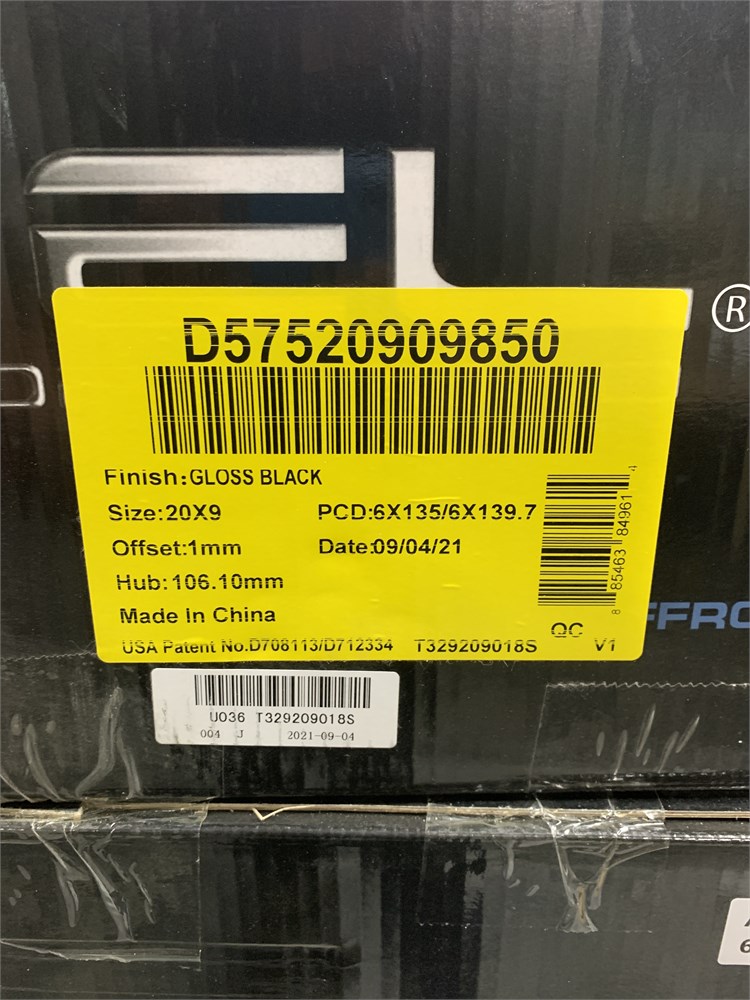 ®
D57520909850
Finish:GLOSS BLACK
Size:20X9 PCD:6X135/6X139.7
Offset:1mm Date:09/04/21
Hub:106.10mm
Made In China
USA Patent No.D708113/D712334 T329209018S QC V1
8 85463 84961 4
U036 T329209018S
004 J 2021-09-04